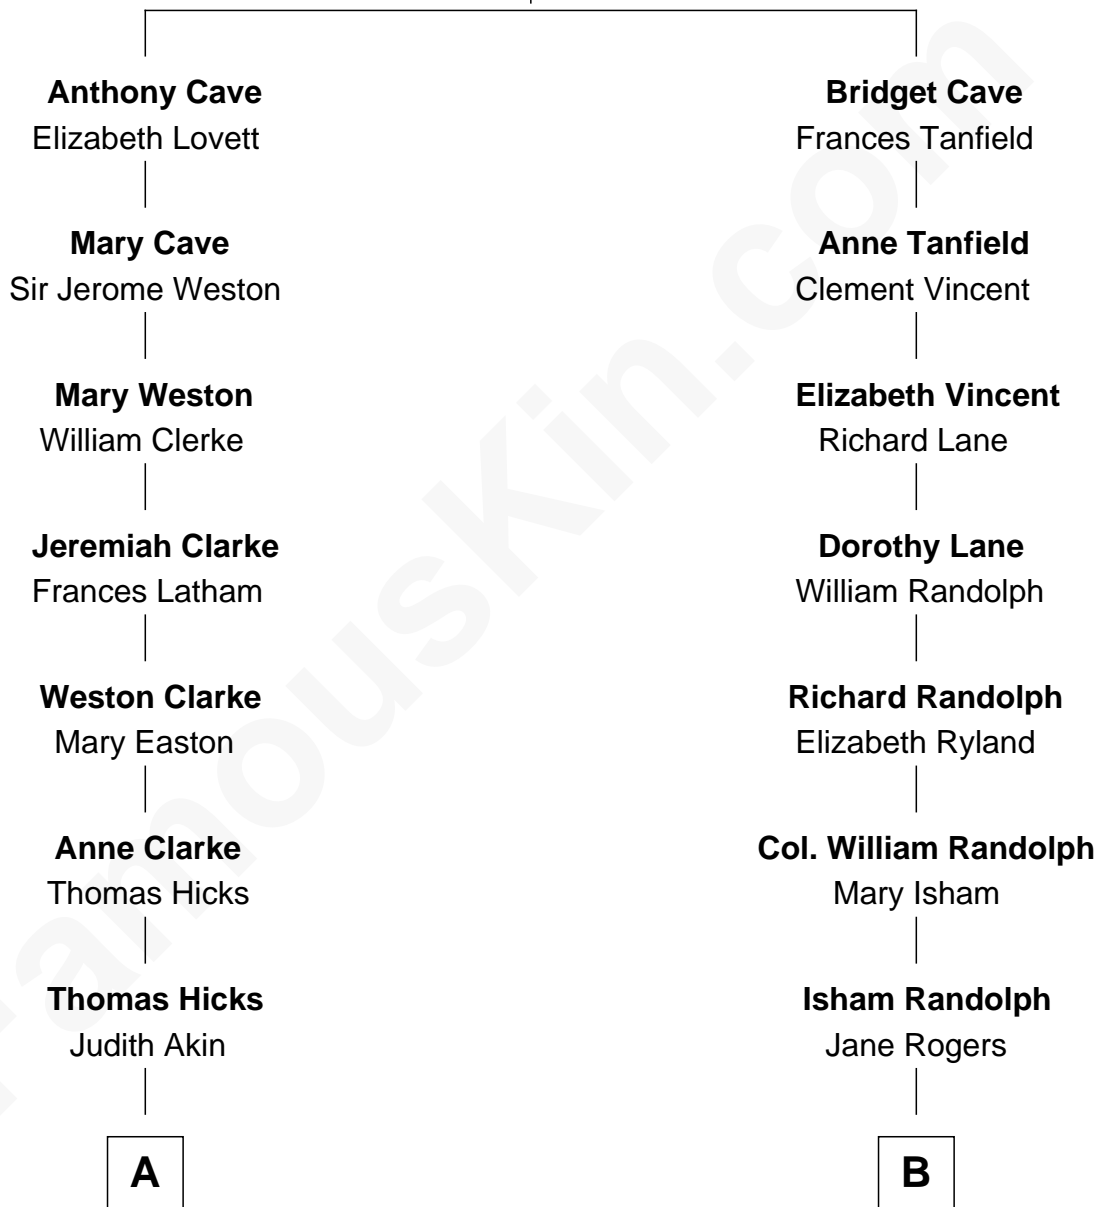 Anthony Cave
Elizabeth Lovett
Mary Cave
Sir Jerome Weston
Mary Weston
William Clerke
Jeremiah Clarke
Frances Latham
Weston Clarke
Mary Easton
Anne Clarke
Thomas Hicks
Thomas Hicks
Judith Akin
A
Bridget Cave
Frances Tanfield
Anne Tanfield
Clement Vincent
Elizabeth Vincent
Richard Lane
Dorothy Lane
William Randolph
Richard Randolph
Elizabeth Ryland
Col. William Randolph
Mary Isham
Isham Randolph
Jane Rogers
B
FamousKin.com